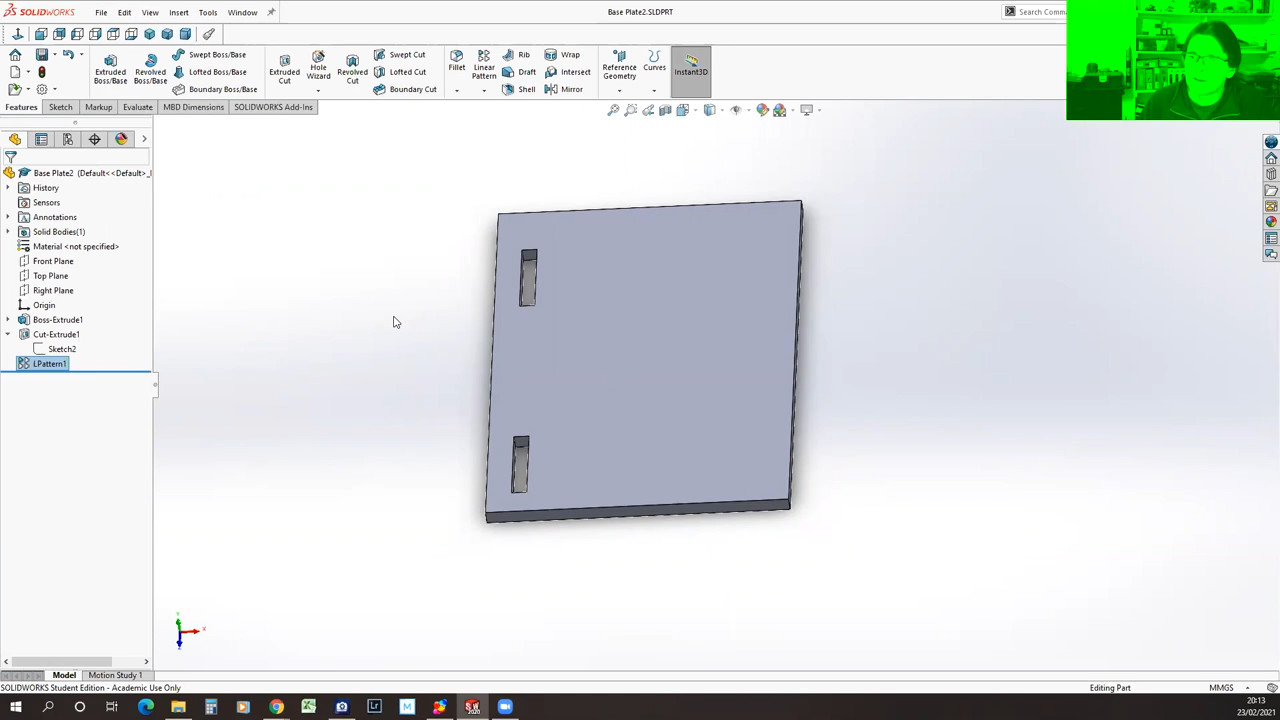 SOLIDWORKS
File
Edit
View
Insert
Tools
Window
Base Plate2.SLDPRT
Search Comm
Extruded Boss/Base
Revolved Boss/Base
Swept Boss/Base
Lofted Boss/Base
Boundary Boss/Base
Extruded Cut
Hole Wizard
Revolved Cut
Swept Cut
Lofted Cut
Boundary Cut
Fillet
Linear Pattern
Rib
Draft
Shell
Wrap
Intersect
Mirror
Reference Geometry
Curves
Instant3D
Features
Sketch
Markup
Evaluate
MBD Dimensions
SOLIDWORKS Add-Ins
Base Plate2 (Default<<Default>_
History
Sensors
Annotations
Solid Bodies(1)
Material <not specified>
Front Plane
Top Plane
Right Plane
Origin
Boss-Extrude1
Cut-Extrude1
Sketch2
LPattern1
Model
Motion Study 1
SOLIDWORKS Student Edition - Academic Use Only
Editing Part
MMGS
20:13
23/02/2021